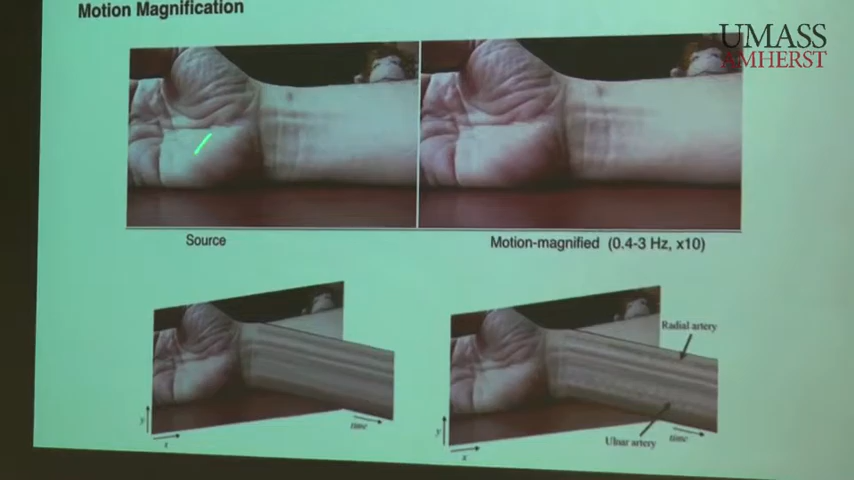 Motion Magnification
UMASS
AMHERST
Source
Motion-magnified (0.4-3 Hz, x10)
Radial artery
y
x
time
y
x
Ulnar artery
time